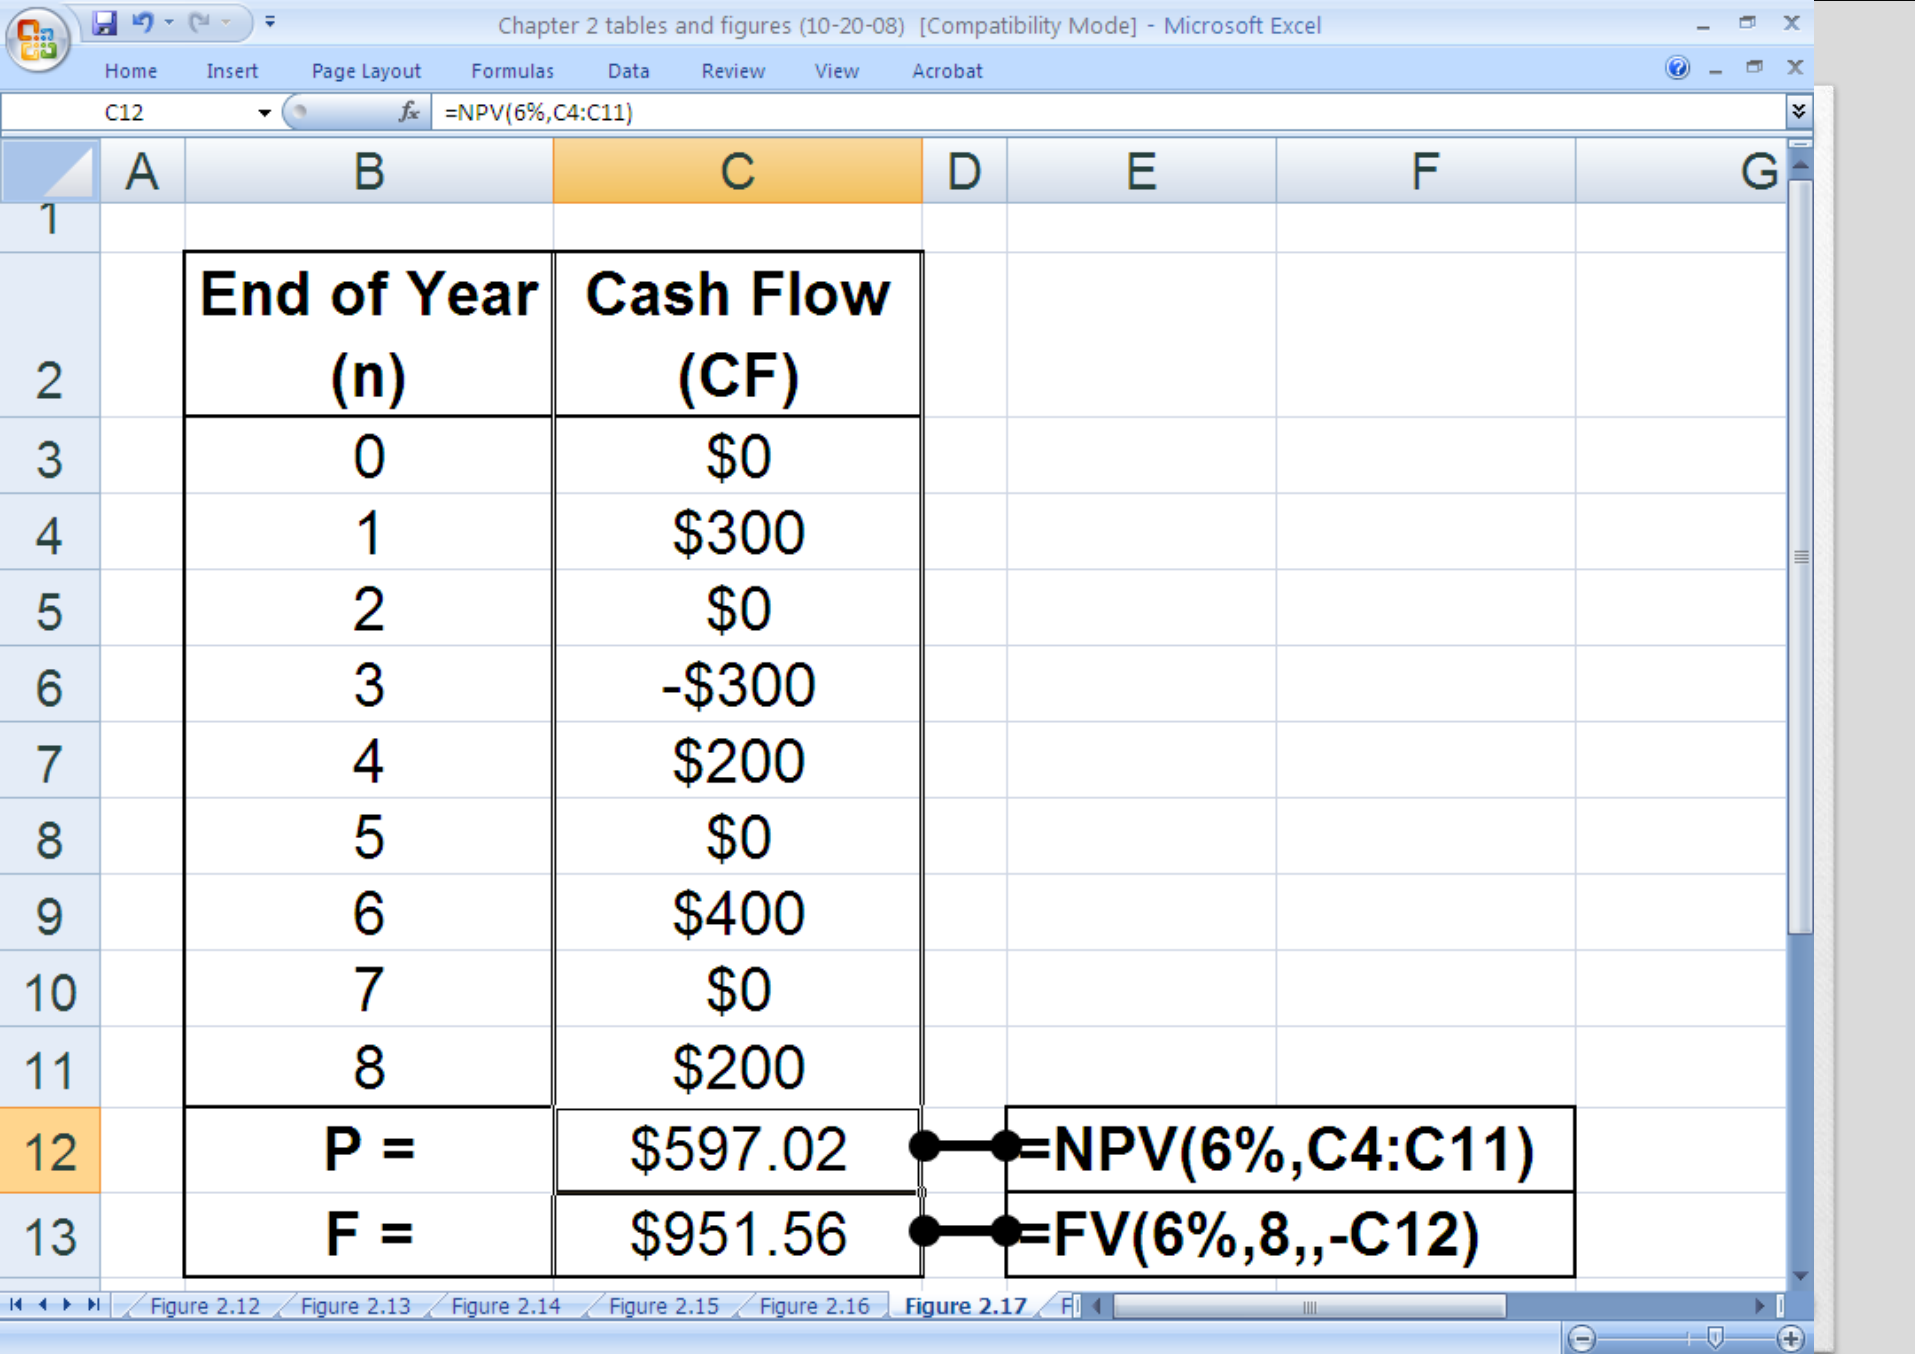 Chapter 2 tables and figures (10-20-08) [Compatibility Mode] - Microsoft Excel
Home Insert Page Layout Formulas Data Review View Acrobat
C12 fx =NPV(6%,C4:C11)
A B C D E F G
1
2 End of Year (n) Cash Flow (CF)
3 0 $0
4 1 $300
5 2 $0
6 3 -$300
7 4 $200
8 5 $0
9 6 $400
10 7 $0
11 8 $200
12 P = $597.02 =NPV(6%,C4:C11)
13 F = $951.56 =FV(6%,8,,-C12)
Figure 2.12 Figure 2.13 Figure 2.14 Figure 2.15 Figure 2.16 Figure 2.17 F